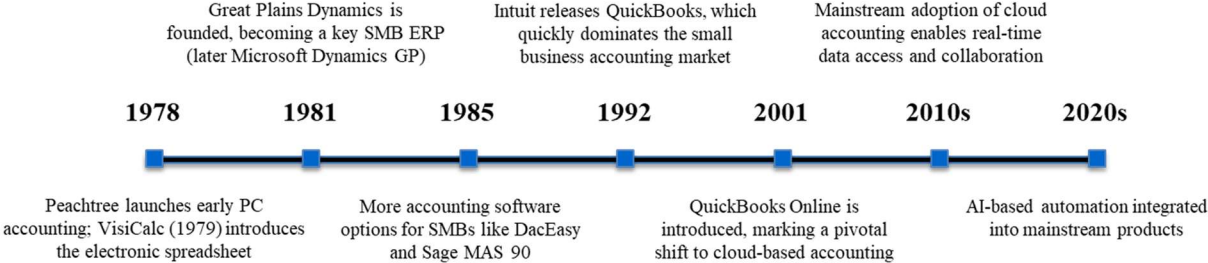 Great Plains Dynamics is
founded, becoming a key SMB ERP
(later Microsoft Dynamics GP)
Intuit releases QuickBooks, which
quickly dominates the small
business accounting market
Mainstream adoption of cloud
accounting enables real-time
data access and collaboration
1978 1981 1985 1992 2001 2010s 2020s
Peachtree launches early PC
accounting; VisiCalc (1979) introduces
the electronic spreadsheet
More accounting software
options for SMBs like DacEasy
and Sage MAS 90
QuickBooks Online is
introduced, marking a pivotal
shift to cloud-based accounting
AI-based automation integrated
into mainstream products